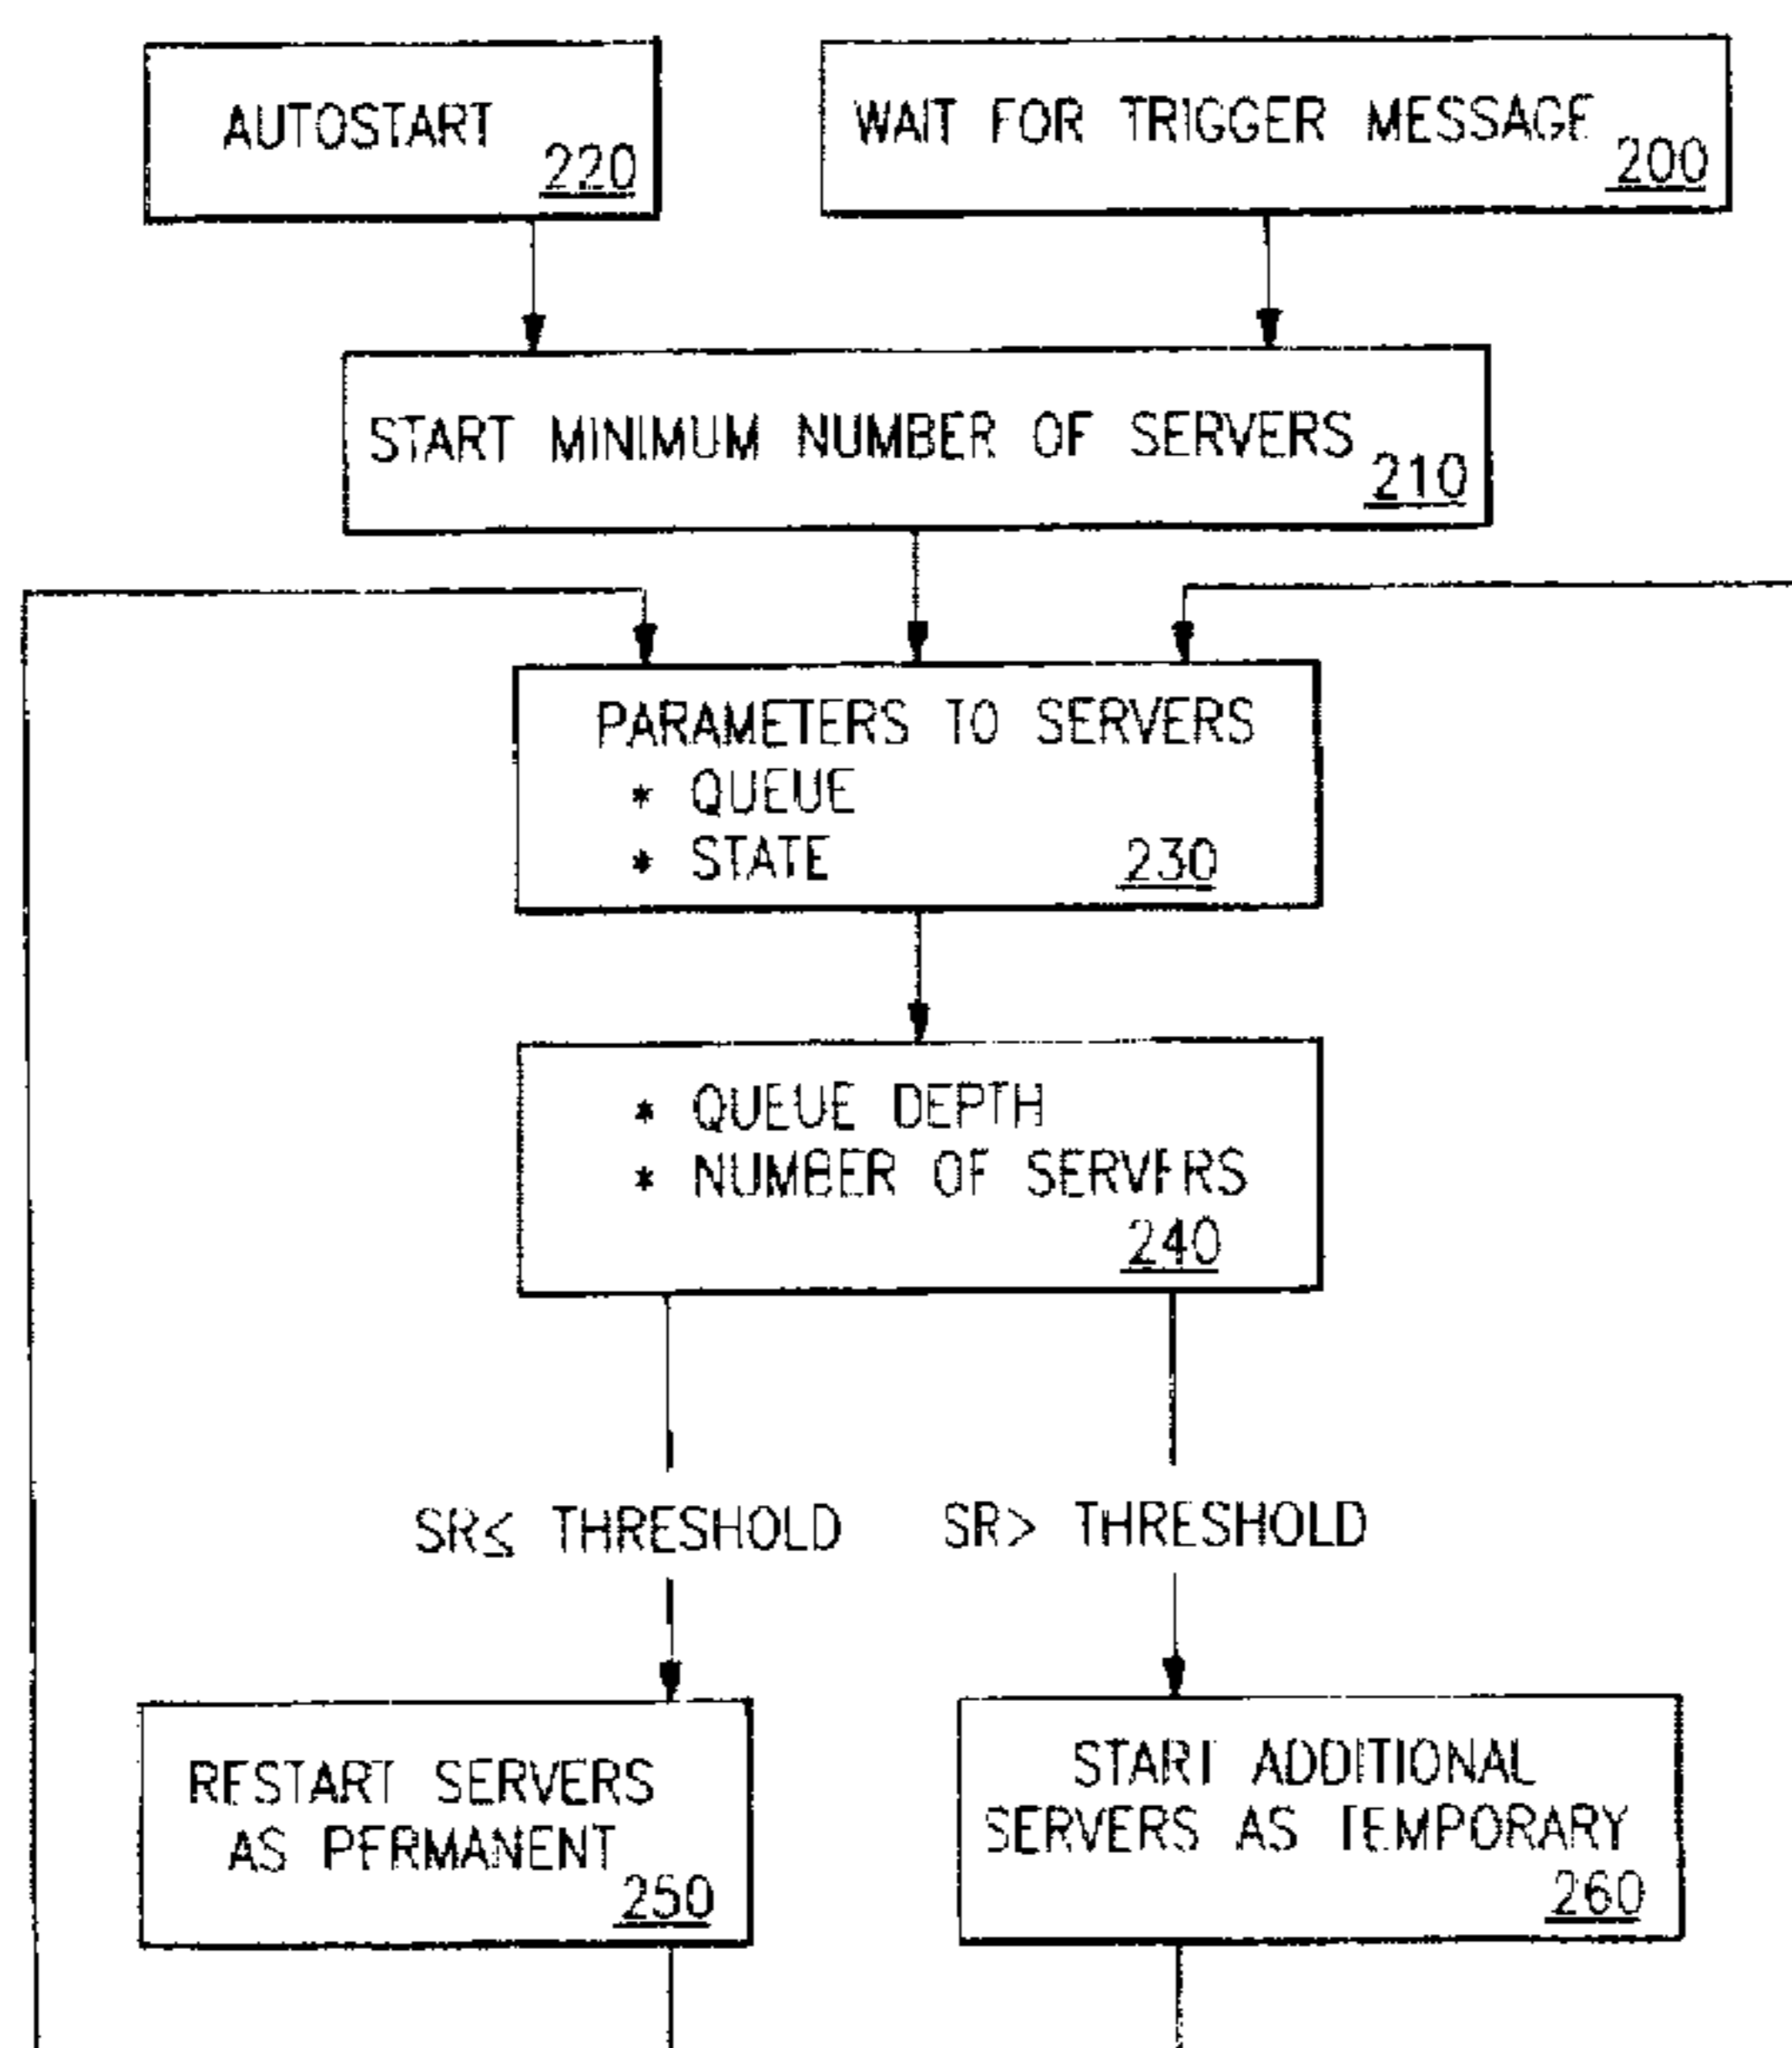 AUTOSTART
220
WAIT FOR TRIGGER MESSAGE
200
START MINIMUM NUMBER OF SERVERS
210
PARAMETERS TO SERVERS
* QUEUE
* STATE
230
* QUEUE DEPTH
* NUMBER OF SERVERS
240
SR≤ THRESHOLD
SR> THRESHOLD
RESTART SERVERS
AS PERMANENT
250
START ADDITIONAL
SERVERS AS TEMPORARY
260